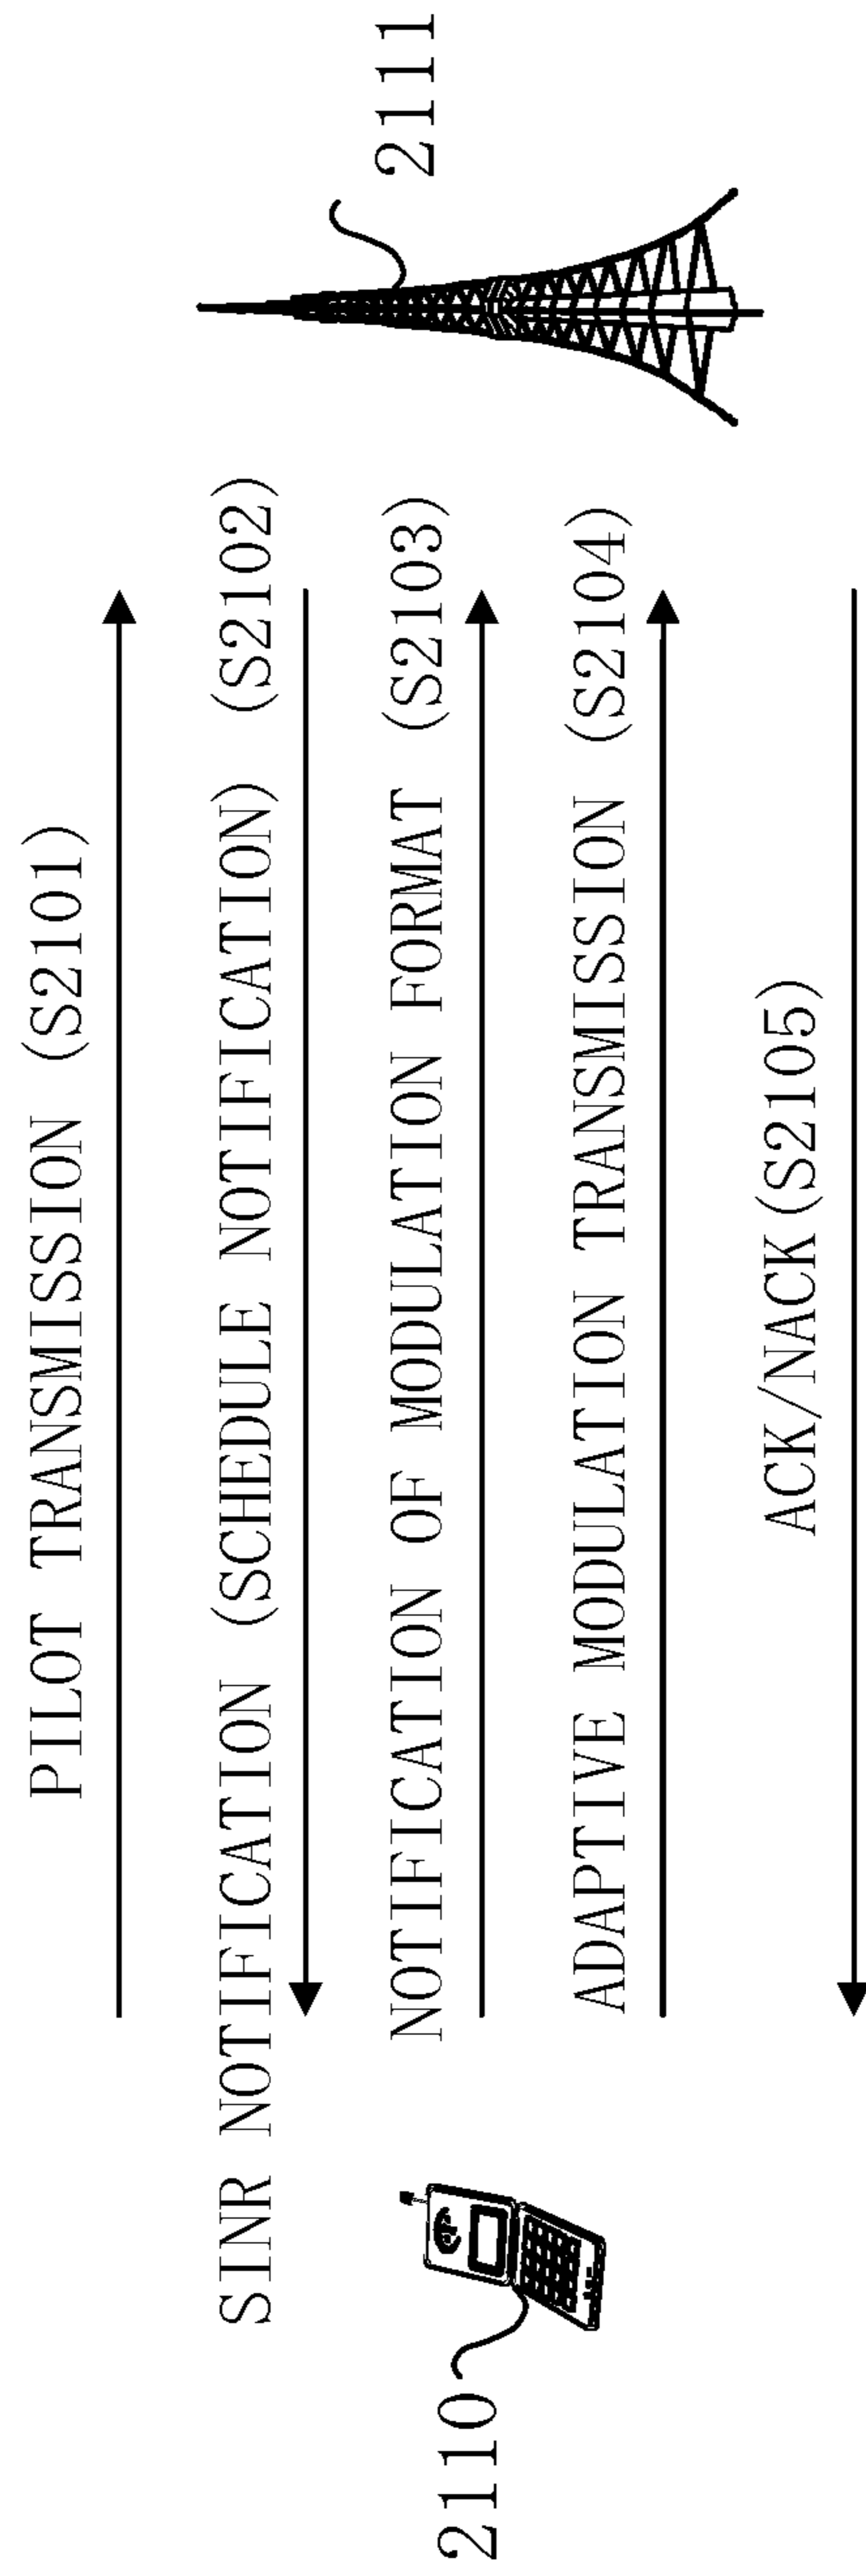 PILOT TRANSMISSION (S2101)
SINR NOTIFICATION (SCHEDULE NOTIFICATION) (S2102)
NOTIFICATION OF MODULATION FORMAT (S2103)
ADAPTIVE MODULATION TRANSMISSION (S2104)
ACK/NACK(S2105)
2110
2111